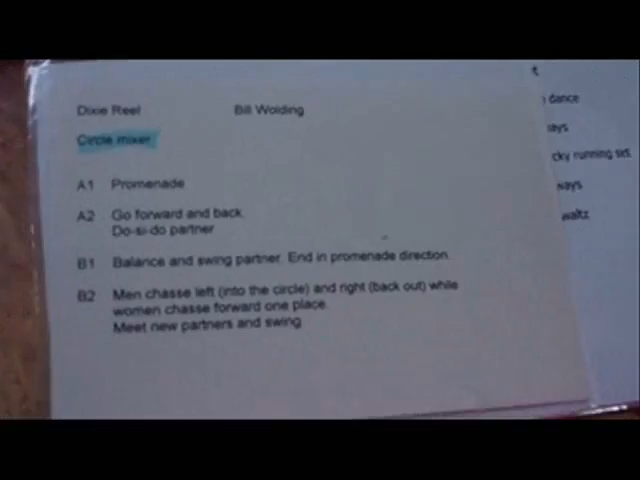 Dixie Reel Bill Wolding
Circle mixer
A1 Promenade
A2 Go forward and back.
Do-si-do partner
B1 Balance and swing partner. End in promenade direction.
B2 Men chasse left (into the circle) and right (back out) while
women chasse forward one place.
Meet new partners and swing
dance
ays
cky running set
ways
waltz